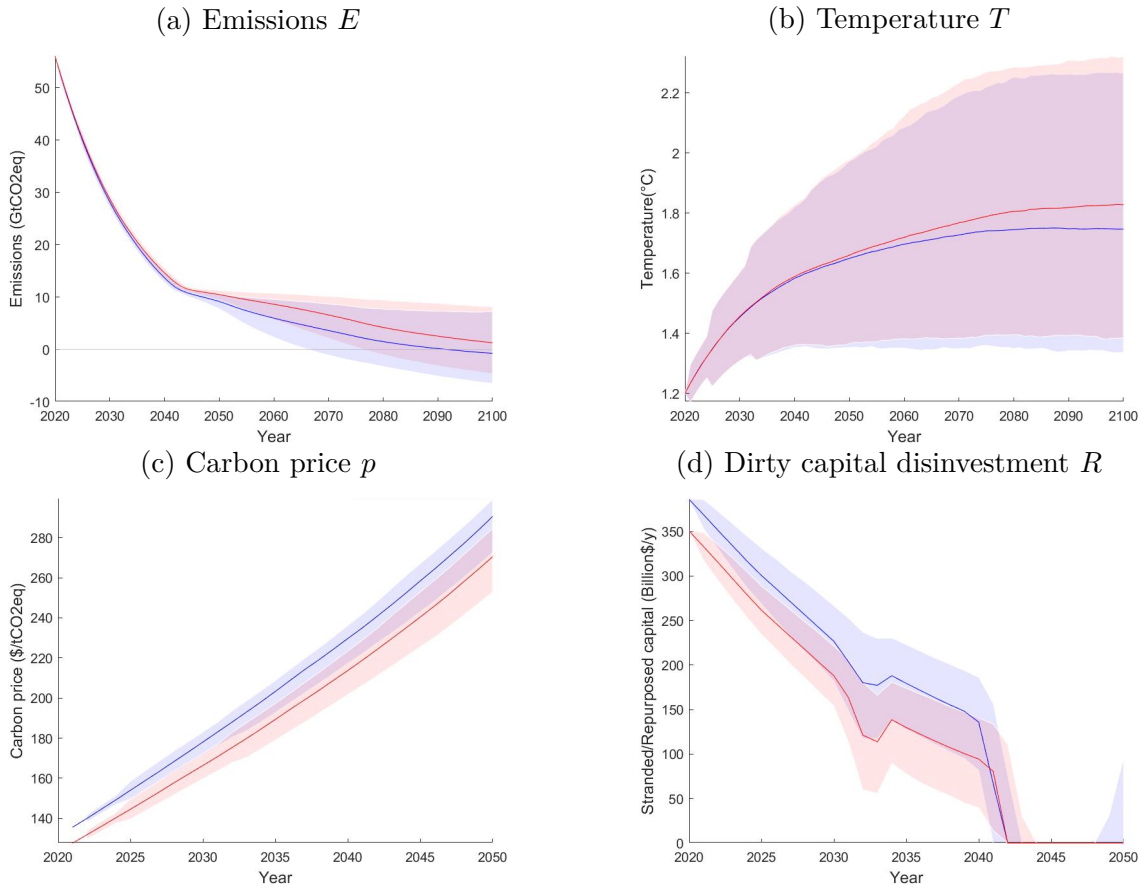 (a) Emissions E
(b) Temperature T
Emissions (GtCO2eq)
50
40
30
20
10
0
-10
2020 2030 2040 2050 2060 2070 2080 2090 2100
Year
Temperature(°C)
2.2
2
1.8
1.6
1.4
1.2
2020 2030 2040 2050 2060 2070 2080 2090 2100
Year
(c) Carbon price p
(d) Dirty capital disinvestment R
Carbon price ($/tCO2eq)
280
260
240
220
200
180
160
140
2020 2025 2030 2035 2040 2045 2050
Year
Stranded/Repurposed capital (Billion$/y)
350
300
250
200
150
100
50
0
2020 2025 2030 2035 2040 2045 2050
Year